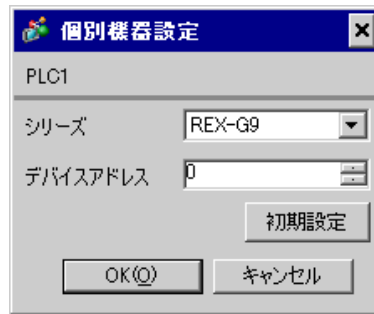 個別機器設定
PLC1
シリーズ REX-G9
デバイスアドレス 0
初期設定
OK(O) キャンセル